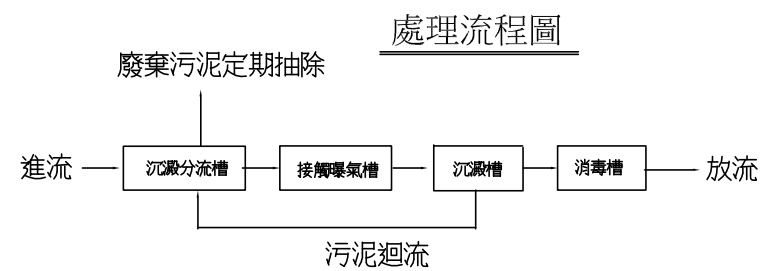 處理流程圖
廢棄污泥定期抽除
進流
沉澱分流槽
接觸曝氣槽
沉澱槽
消毒槽
放流
污泥迴流